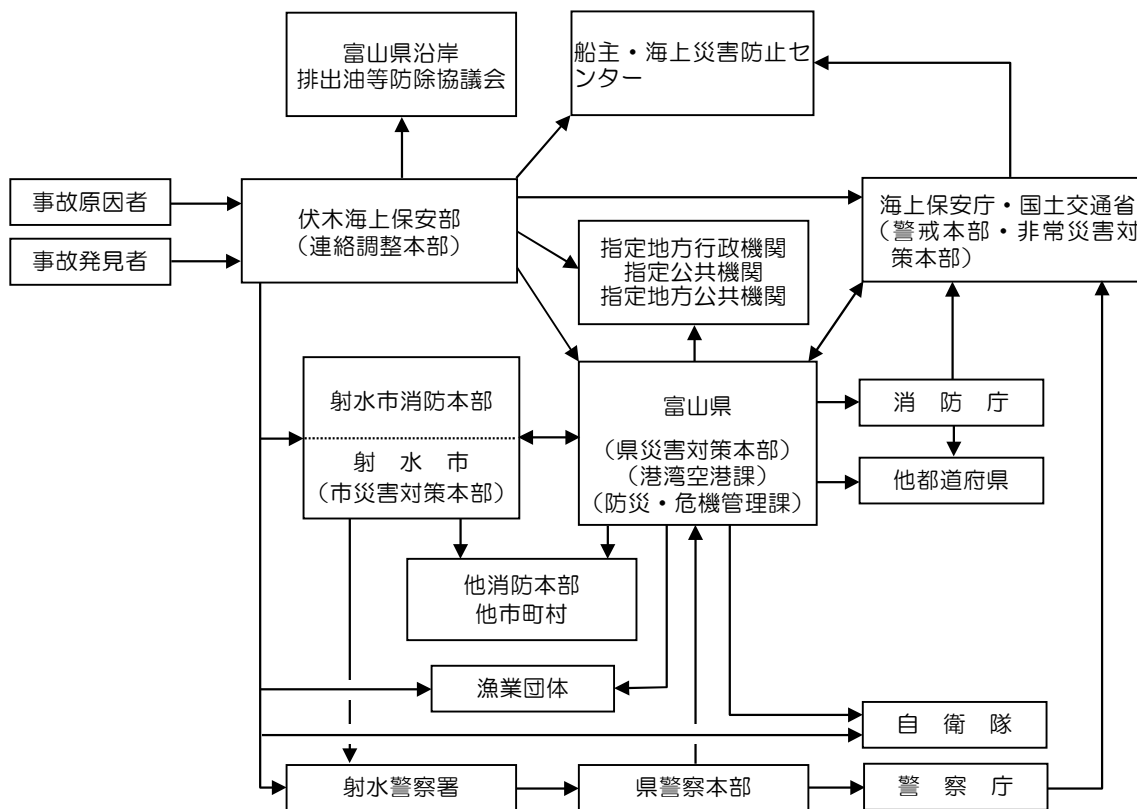 富山県沿岸
排出油等防除協議会
船主・海上災害防止セ
ンター
事故原因者
事故発見者
伏木海上保安部
（連絡調整本部）
海上保安庁・国土交通省
（警戒本部・非常災害対
策本部）
指定地方行政機関
指定公共機関
指定地方公共機関
射水市消防本部
射　水　市
（市災害対策本部）
富山県
（県災害対策本部）
（港湾空港課）
（防災・危機管理課）
消　防　庁
他都道府県
他消防本部
他市町村
漁業団体
自　衛　隊
射水警察署
県警察本部
警　察　庁